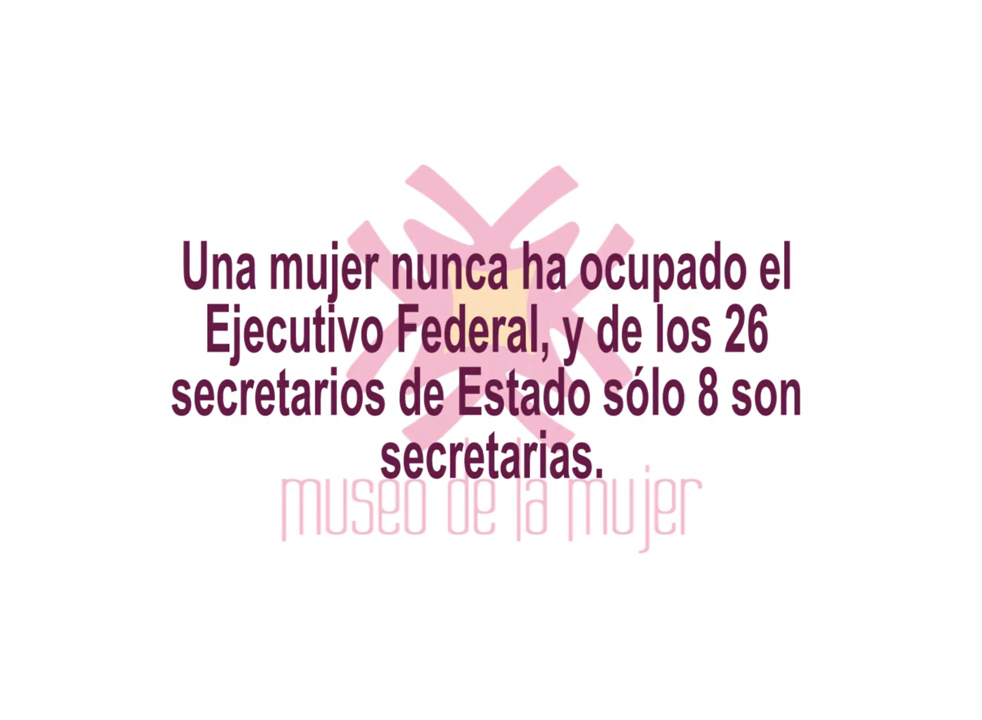 Una mujer nunca ha ocupado el
Ejecutivo Federal, y de los 26
secretarios de Estado sólo 8 son
secretarias.
museo de la mujer